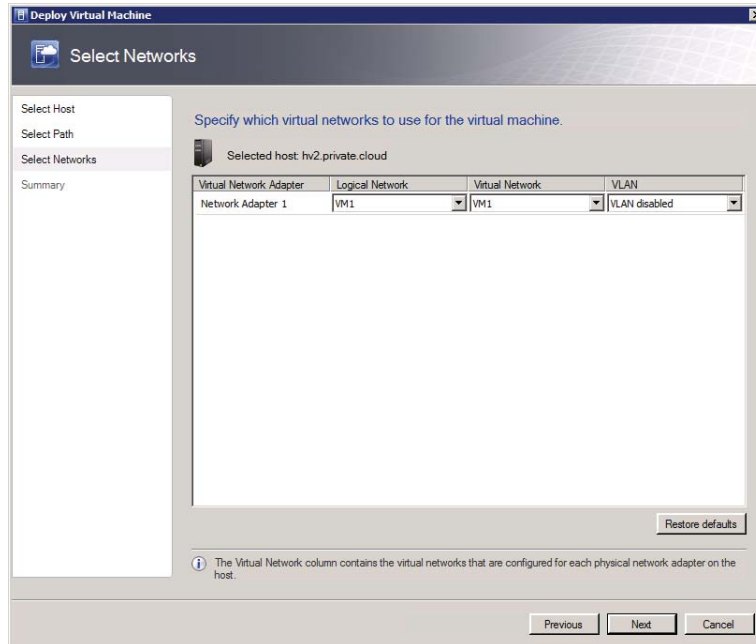 Deploy Virtual Machine
Select Networks
Select Host
Select Path
Select Networks
Summary
Specify which virtual networks to use for the virtual machine.
Selected host: hv2.private.cloud
Virtual Network Adapter Logical Network Virtual Network VLAN
Network Adapter 1 VM1 VM1 VLAN disabled
Restore defaults
The Virtual Network column contains the virtual networks that are configured for each physical network adapter on the
host.
Previous Next Cancel